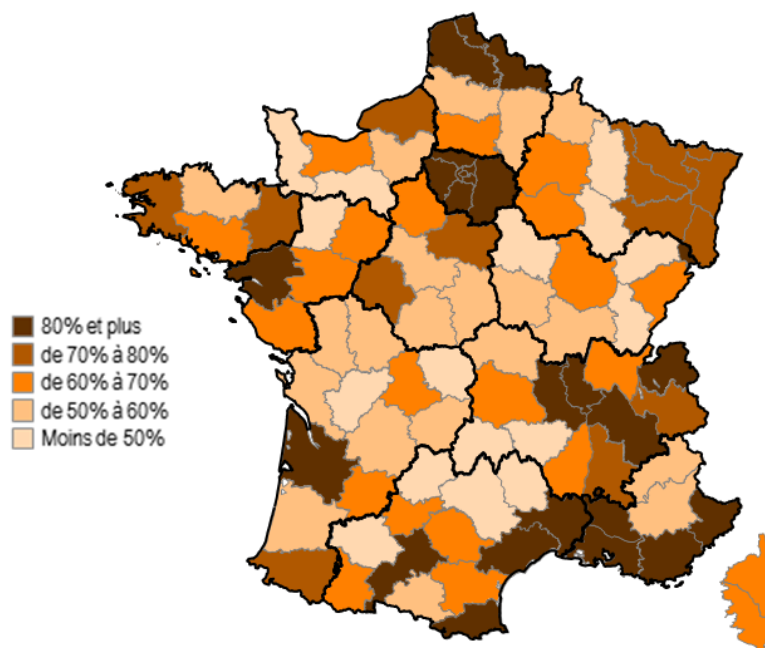 80% et plus
de 70% à 80%
de 60% à 70%
de 50% à 60%
Moins de 50%